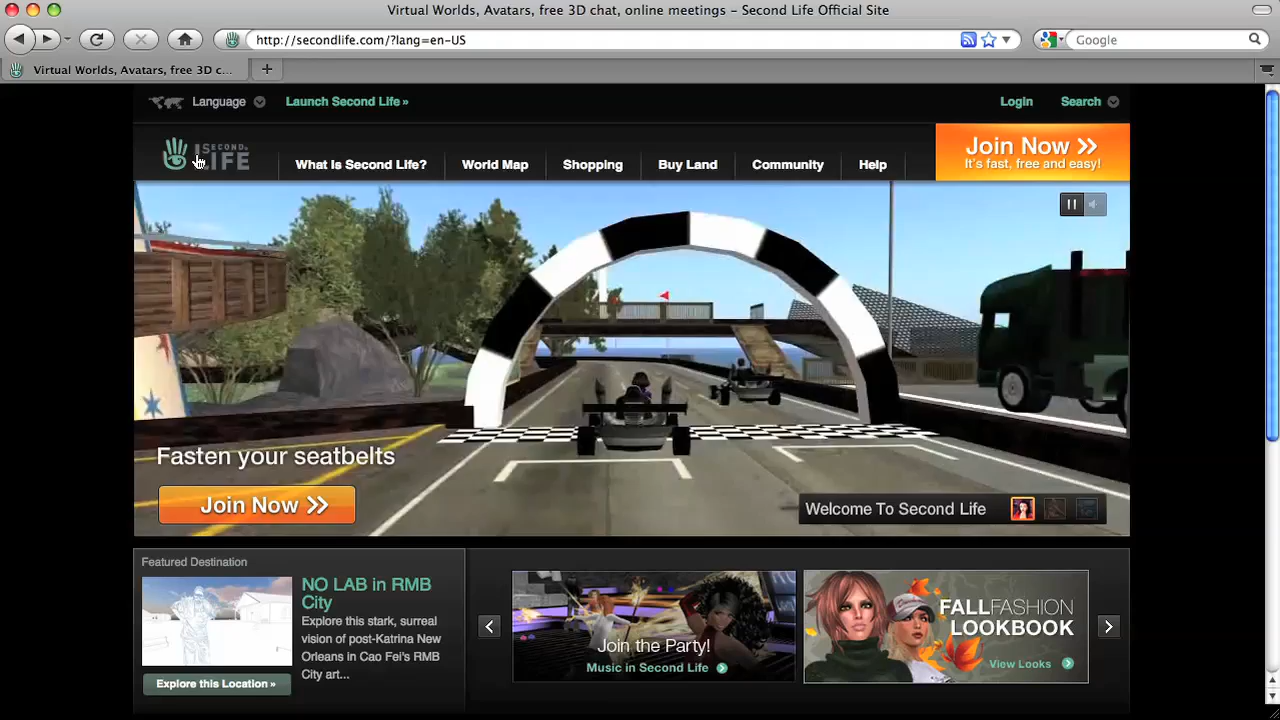 Virtual Worlds, Avatars, free 3D chat, online meetings – Second Life Official Site
http://secondlife.com/?lang=en-US
Google
Virtual Worlds, Avatars, free 3D c...
Language
Launch Second Life »
Login
Search
SECOND LIFE
What Is Second Life?
World Map
Shopping
Buy Land
Community
Help
Join Now >>
It's fast, free and easy!
Fasten your seatbelts
Join Now >>
Welcome To Second Life
Featured Destination
NO LAB in RMB
City
Explore this stark, surreal
vision of post-Katrina New
Orleans in Cao Fei's RMB
City art...
Explore this Location »
Join the Party!
Music in Second Life
FALLFASHION
LOOKBOOK
View Looks